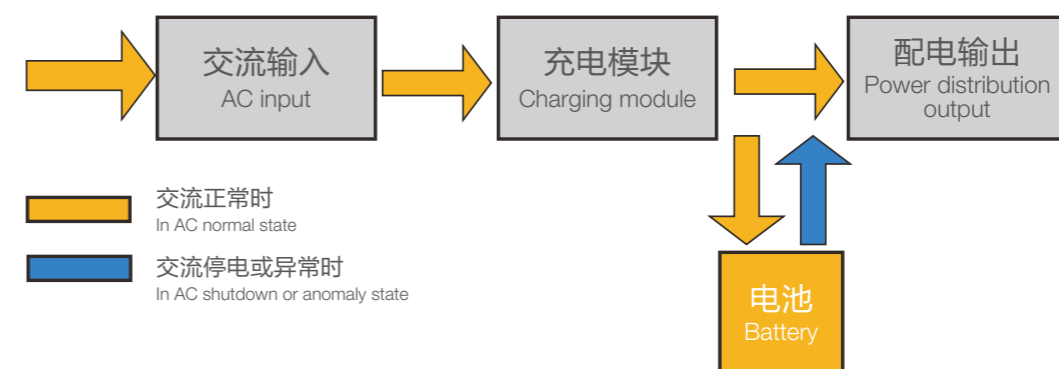 交流输入
AC input
充电模块
Charging module
配电输出
Power distribution
output
交流正常时
In AC normal state
交流停电或异常时
In AC shutdown or anomaly state
电池
Battery